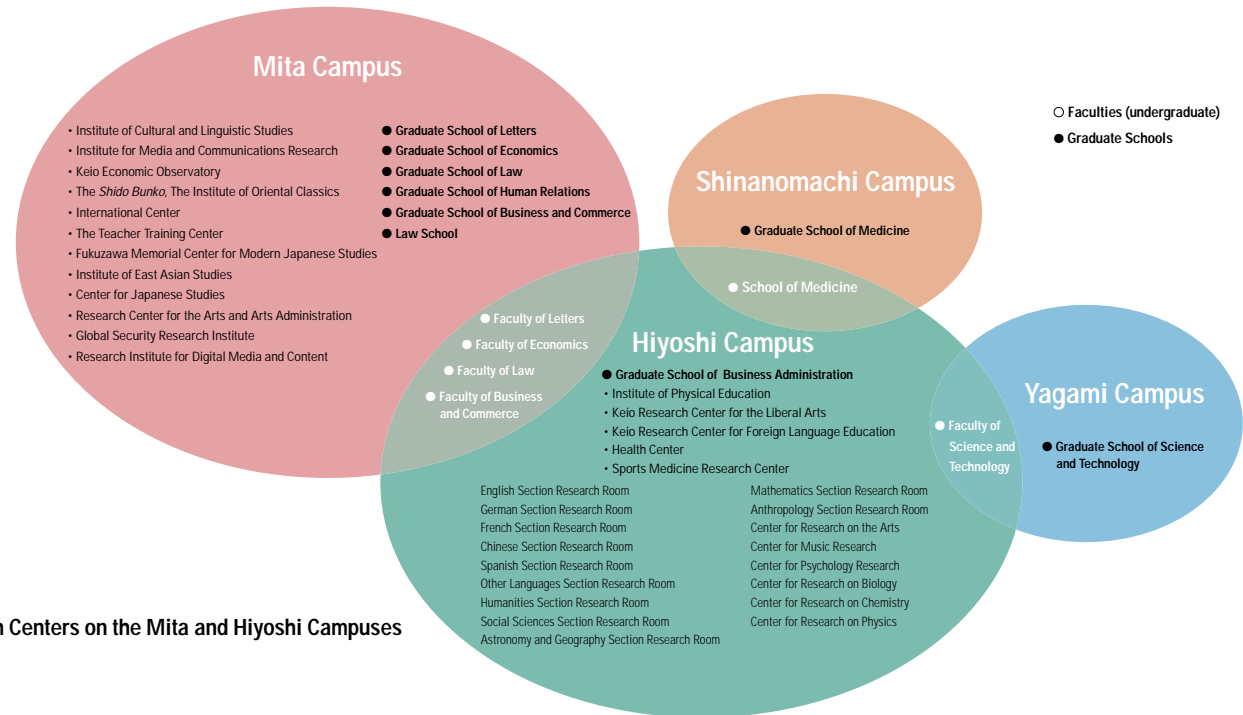 Mita Campus
• Institute of Cultural and Linguistic Studies
• Institute for Media and Communications Research
• Keio Economic Observatory
• The Shido Bunko, The Institute of Oriental Classics
• International Center
• The Teacher Training Center
• Fukuzawa Memorial Center for Modern Japanese Studies
• Institute of East Asian Studies
• Center for Japanese Studies
• Research Center for the Arts and Arts Administration
• Global Security Research Institute
• Research Institute for Digital Media and Content
● Graduate School of Letters
● Graduate School of Economics
● Graduate School of Law
● Graduate School of Human Relations
● Graduate School of Business and Commerce
● Law School
○ Faculties (undergraduate)
● Graduate Schools
Shinanomachi Campus
● Graduate School of Medicine
● School of Medicine
● Faculty of Letters
● Faculty of Economics
● Faculty of Law
● Faculty of Business
and Commerce
Hiyoshi Campus
● Graduate School of Business Administration
• Institute of Physical Education
• Keio Research Center for the Liberal Arts
• Keio Research Center for Foreign Language Education
• Health Center
• Sports Medicine Research Center
English Section Research Room
German Section Research Room
French Section Research Room
Chinese Section Research Room
Spanish Section Research Room
Other Languages Section Research Room
Humanities Section Research Room
Social Sciences Section Research Room
Astronomy and Geography Section Research Room
Mathematics Section Research Room
Anthropology Section Research Room
Center for Research on the Arts
Center for Music Research
Center for Psychology Research
Center for Research on Biology
Center for Research on Chemistry
Center for Research on Physics
Yagami Campus
● Faculty of
Science and
Technology
● Graduate School of Science
and Technology
Centers on the Mita and Hiyoshi Campuses